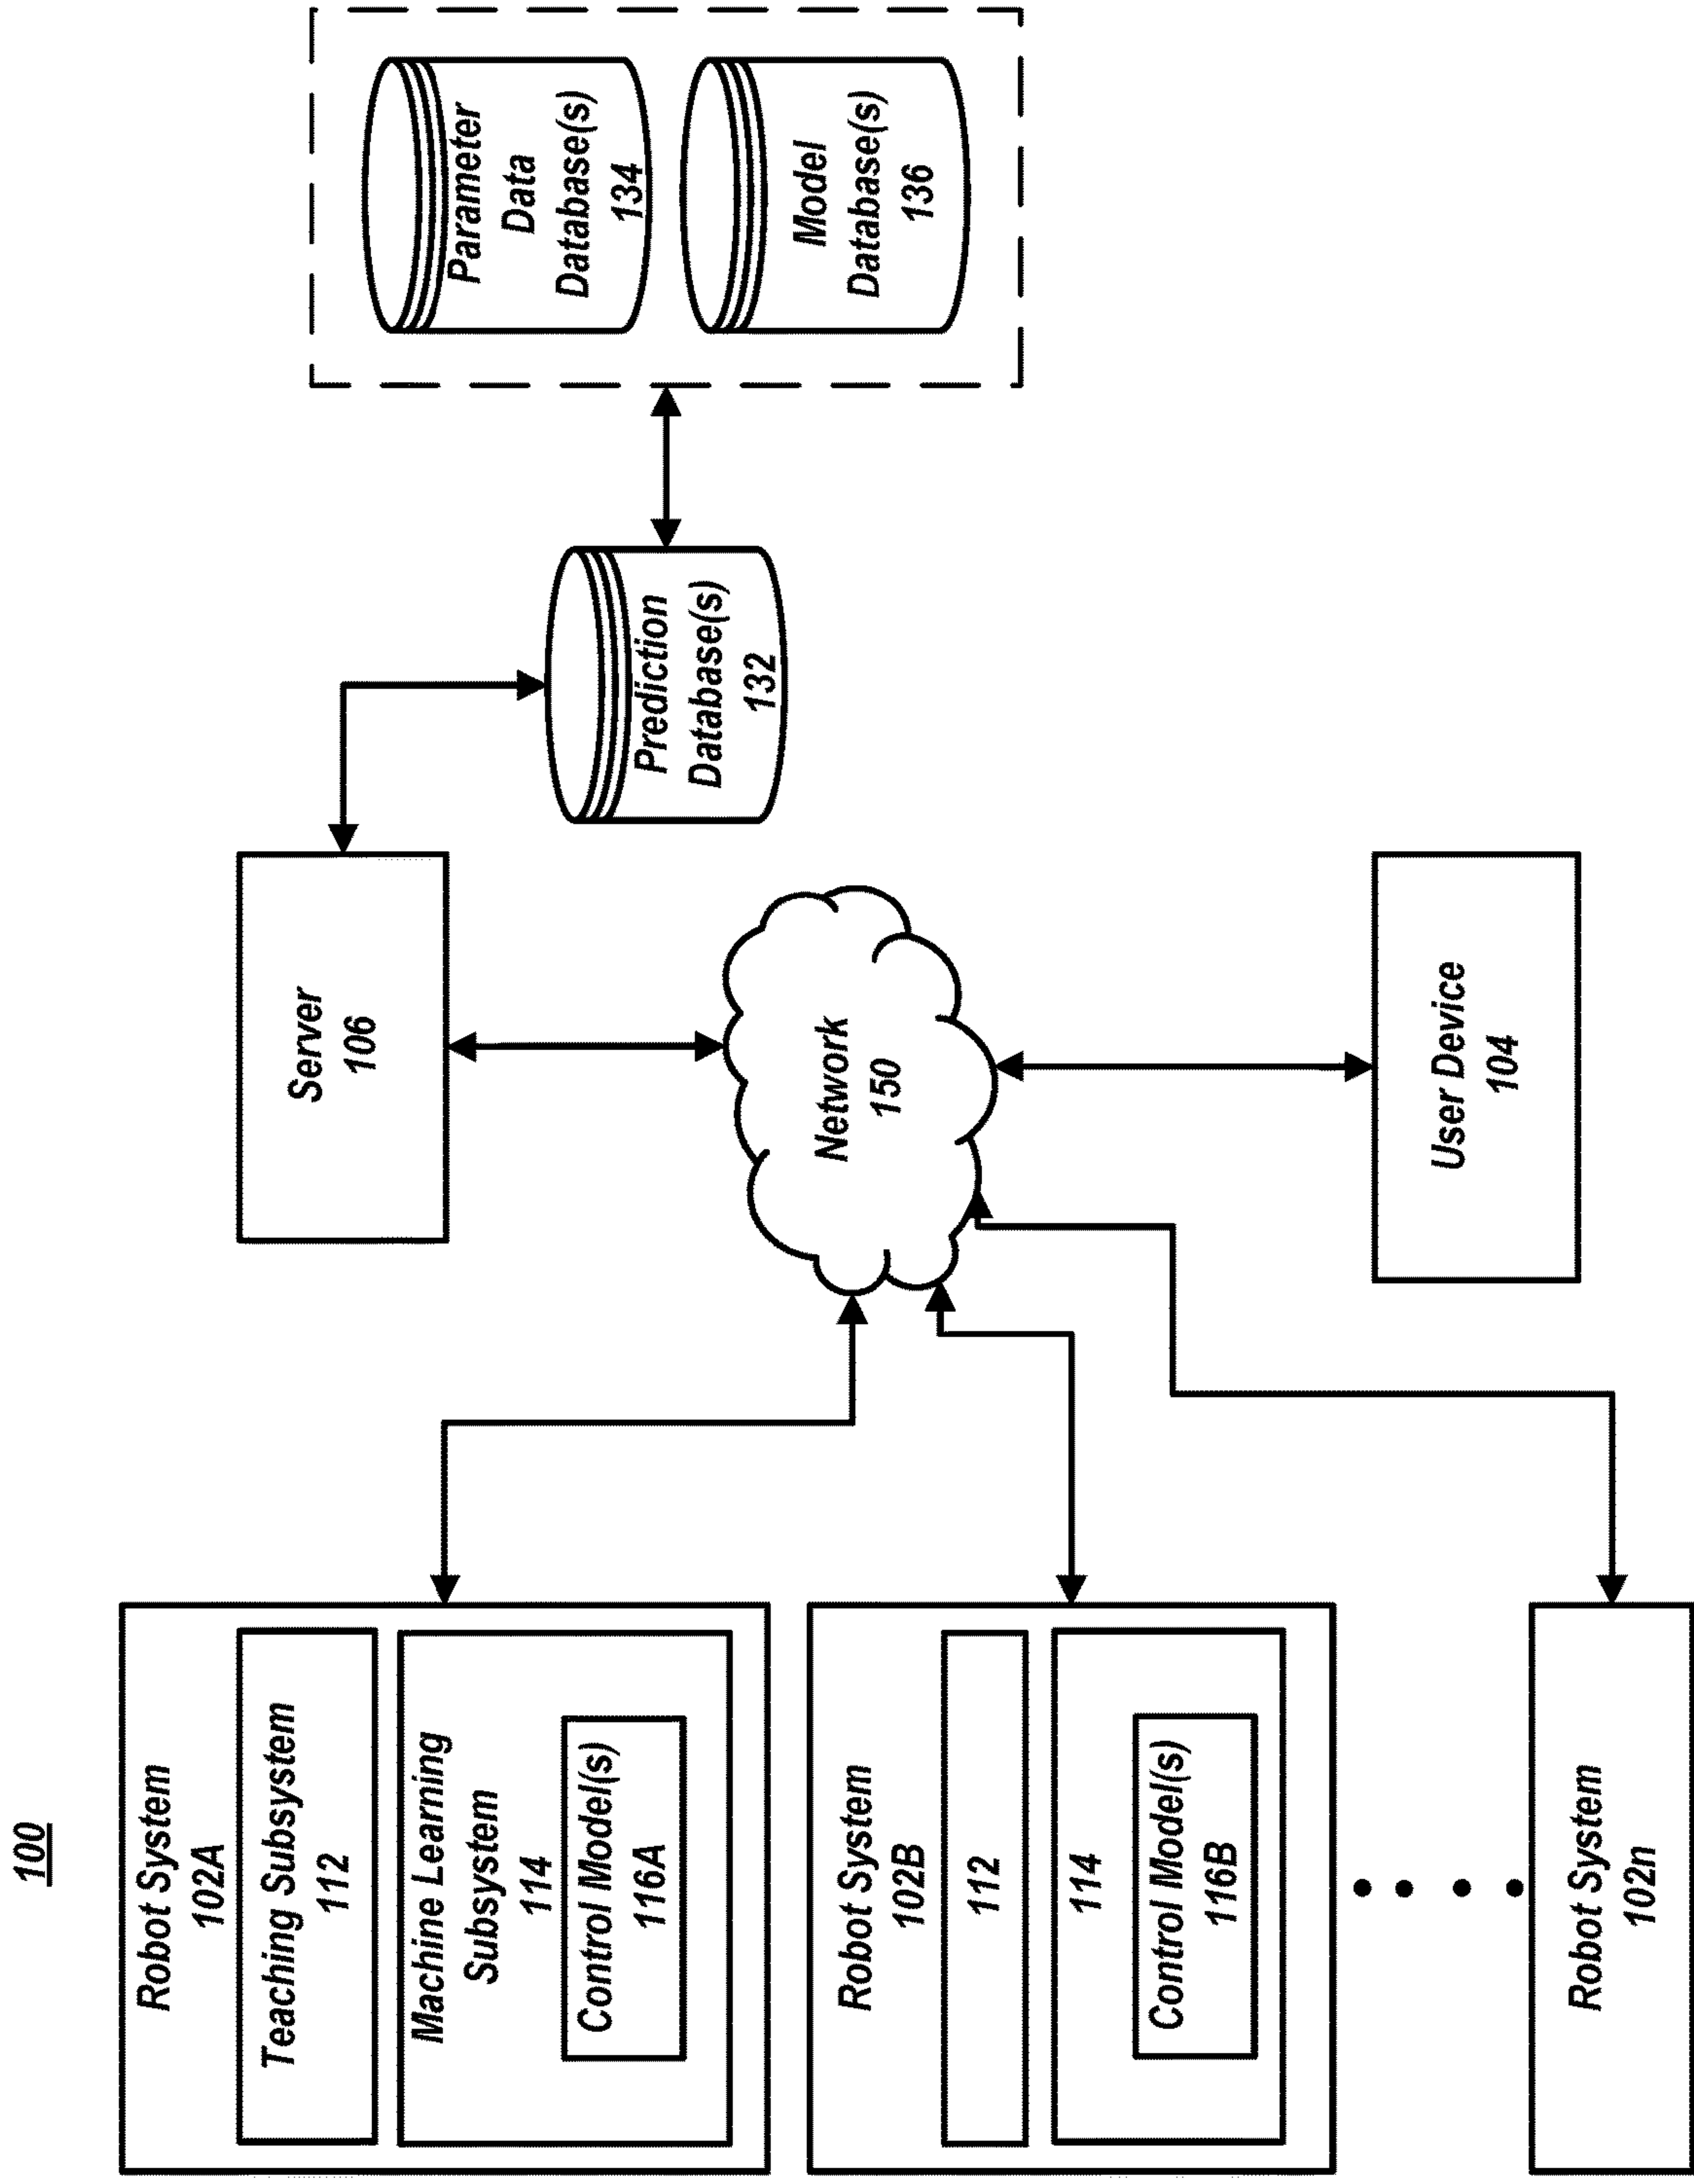 100
Robot System
102A
Teaching Subsystem
112
Machine Learning
Subsystem
114
Control Model(s)
116A
Robot System
102B
112
114
Control Model(s)
116B
Robot System
102n
Server
106
Network
150
User Device
104
Prediction
Database(s)
132
Parameter
Data
Database(s)
134
Model
Database(s)
136